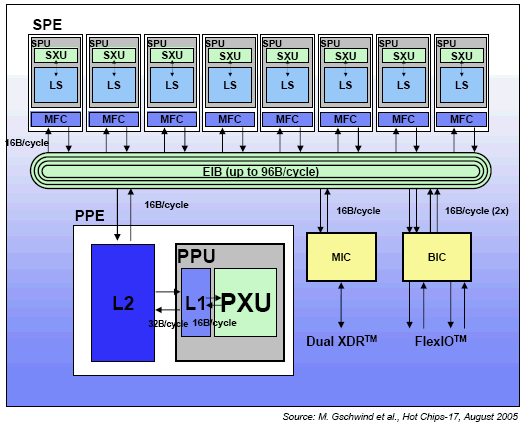 SPE
SPU SPU SPU SPU SPU SPU SPU SPU
SXU SXU SXU SXU SXU SXU SXU SXU
LS LS LS LS LS LS LS LS
MFC MFC MFC MFC MFC MFC MFC MFC
16B/cycle
EIB (up to 96B/cycle)
16B/cycle 16B/cycle 16B/cycle (2x)
PPE
PPU
MIC BIC
L2 L1 PXU
32B/cycle 16B/cycle
Dual XDR™ FlexIO™
Source: M. Gschwind et al., Hot Chips-17, August 2005